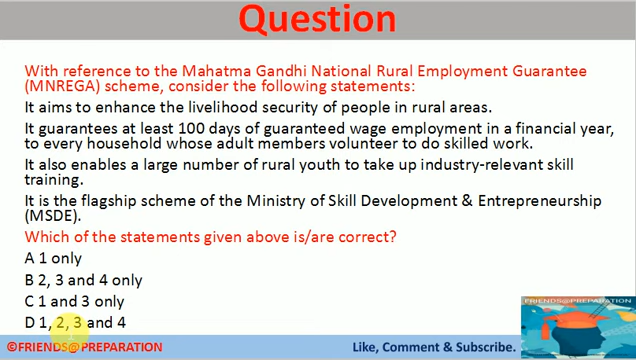 Question
With reference to the Mahatma Gandhi National Rural Employment Guarantee
(MNREGA) scheme, consider the following statements:
It aims to enhance the livelihood security of people in rural areas.
It guarantees at least 100 days of guaranteed wage employment in a financial year,
to every household whose adult members volunteer to do skilled work.
It also enables a large number of rural youth to take up industry-relevant skill
training.
It is the flagship scheme of the Ministry of Skill Development & Entrepreneurship
(MSDE).
Which of the statements given above is/are correct?
A 1 only
B 2, 3 and 4 only
C 1 and 3 only
D 1, 2, 3 and 4
FRIENDS@PREPARATION
©FRIENDS@PREPARATION
Like, Comment & Subscribe.